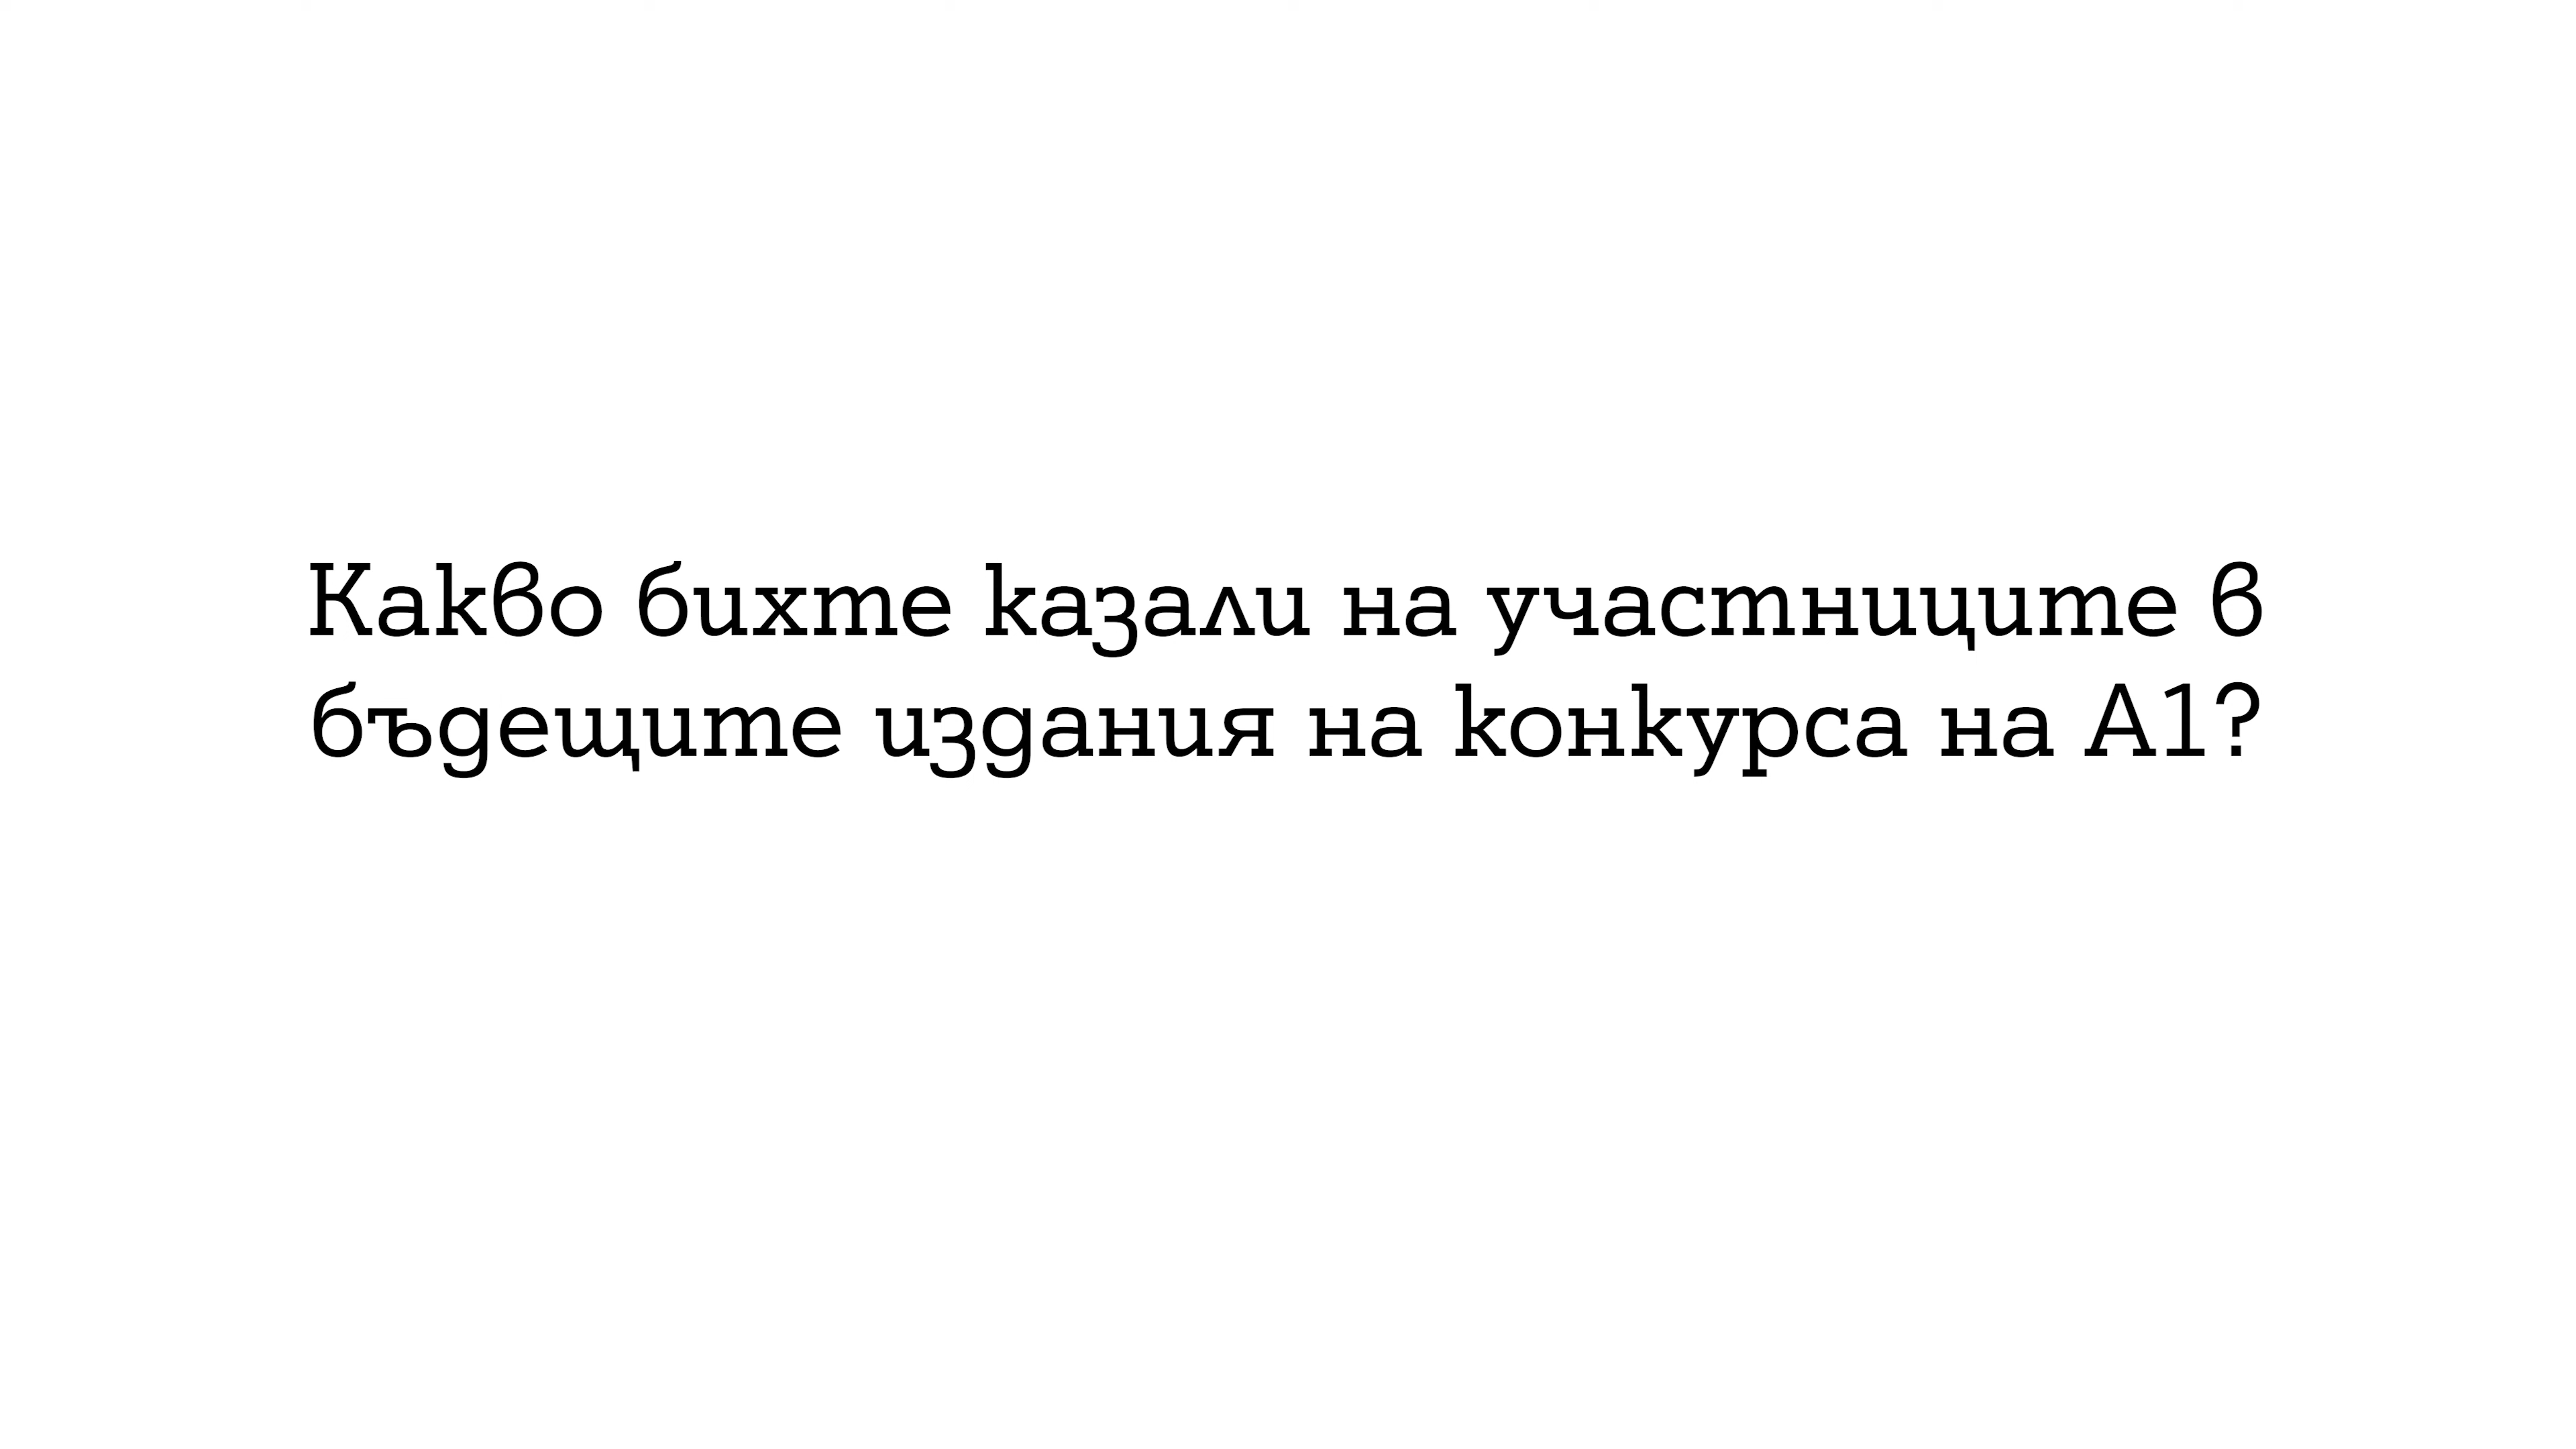 Какво бихте казали на участниците в
бъдещите издания на конкурса на А1?